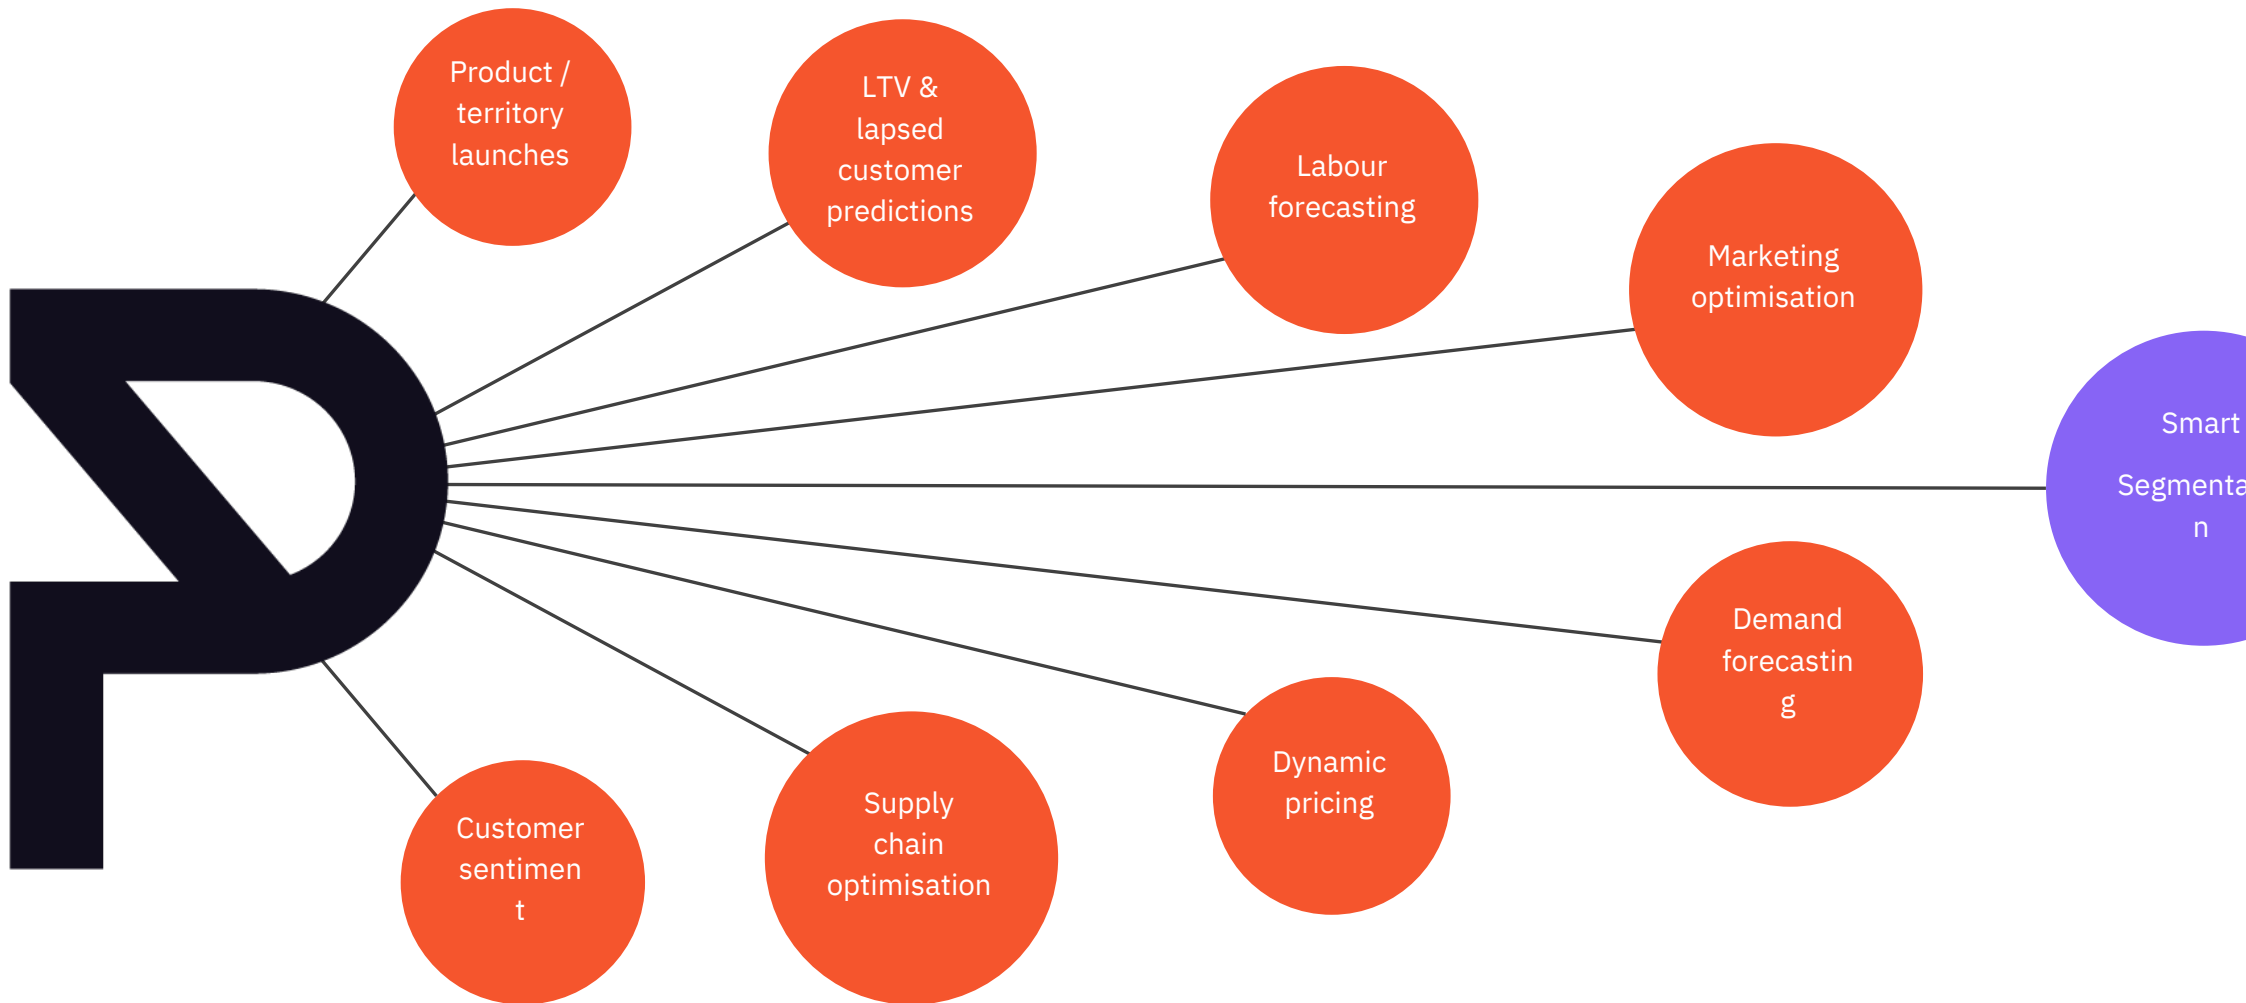 Product /
territory
launches
LTV &
lapsed
customer
predictions
Labour
forecasting
Marketing
optimisation
Smart
Segmenta
n
Demand
forecastin
g
Dynamic
pricing
Supply
chain
optimisation
Customer
sentimen
t